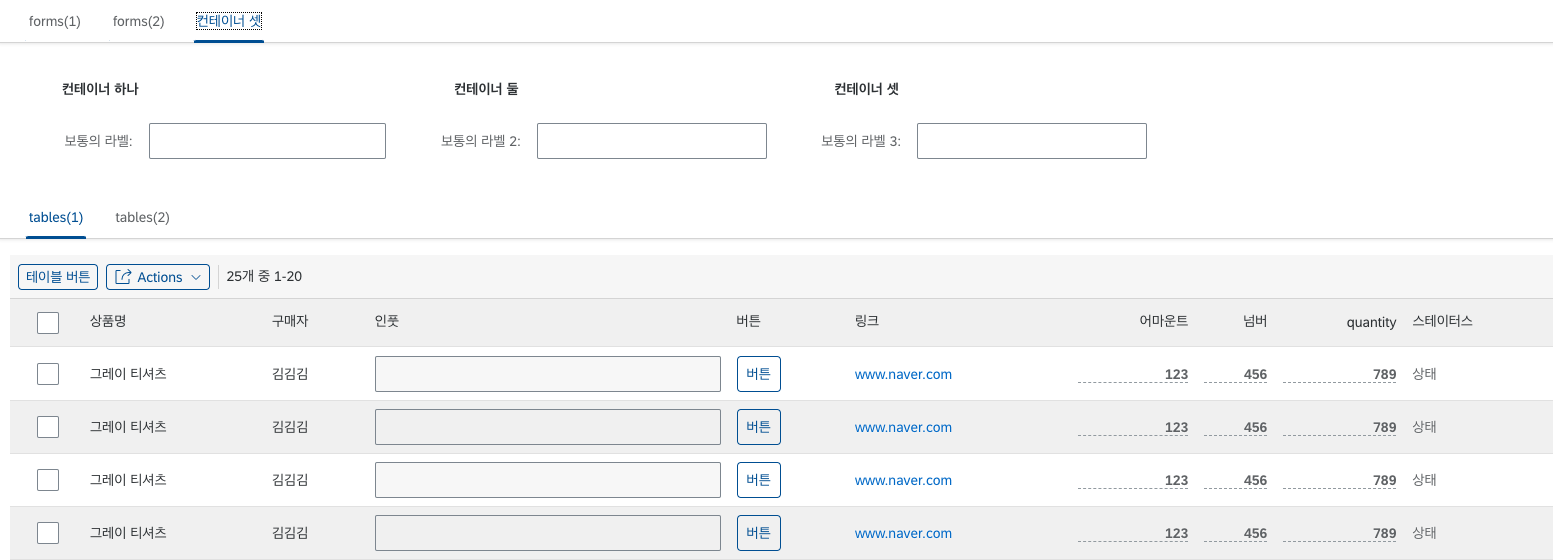 forms(1) forms(2) 컨테이너 셋
컨테이너 하나 컨테이너 둘 컨테이너 셋
보통의 라벨: 보통의 라벨 2: 보통의 라벨 3:
tables(1) tables(2)
테이블 버튼 Actions 25개 중 1-20
상품명 구매자 인풋 버튼 링크 어마운트 넘버 quantity 스테이터스
그레이 티셔츠 김김김 버튼 www.naver.com 123 456 789 상태
그레이 티셔츠 김김김 버튼 www.naver.com 123 456 789 상태
그레이 티셔츠 김김김 버튼 www.naver.com 123 456 789 상태
그레이 티셔츠 김김김 버튼 www.naver.com 123 456 789 상태